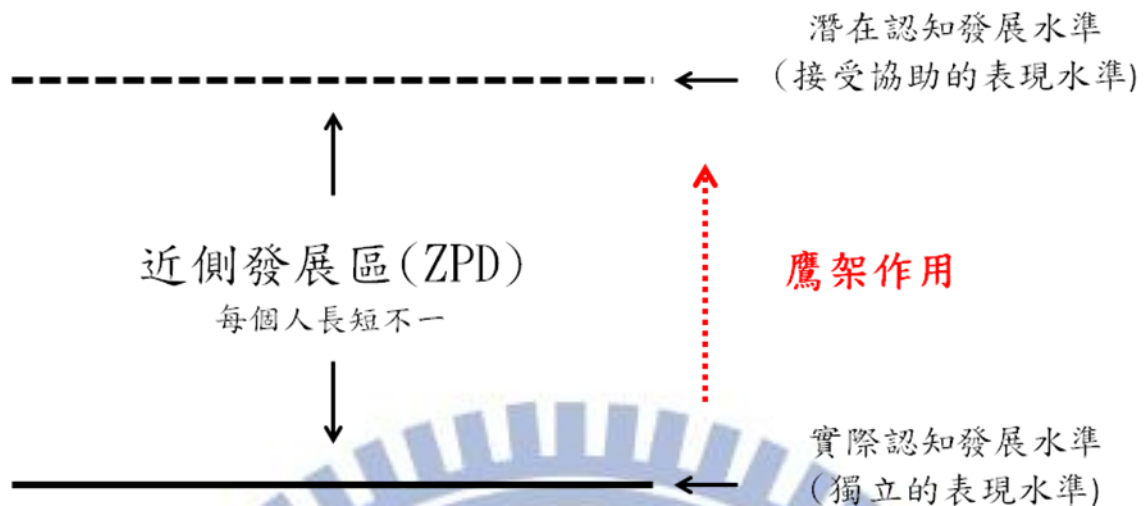 潛在認知發展水準
(接受協助的表現水準)
近側發展區(ZPD)
每個人長短不一
鷹架作用
實際認知發展水準
(獨立的表現水準)